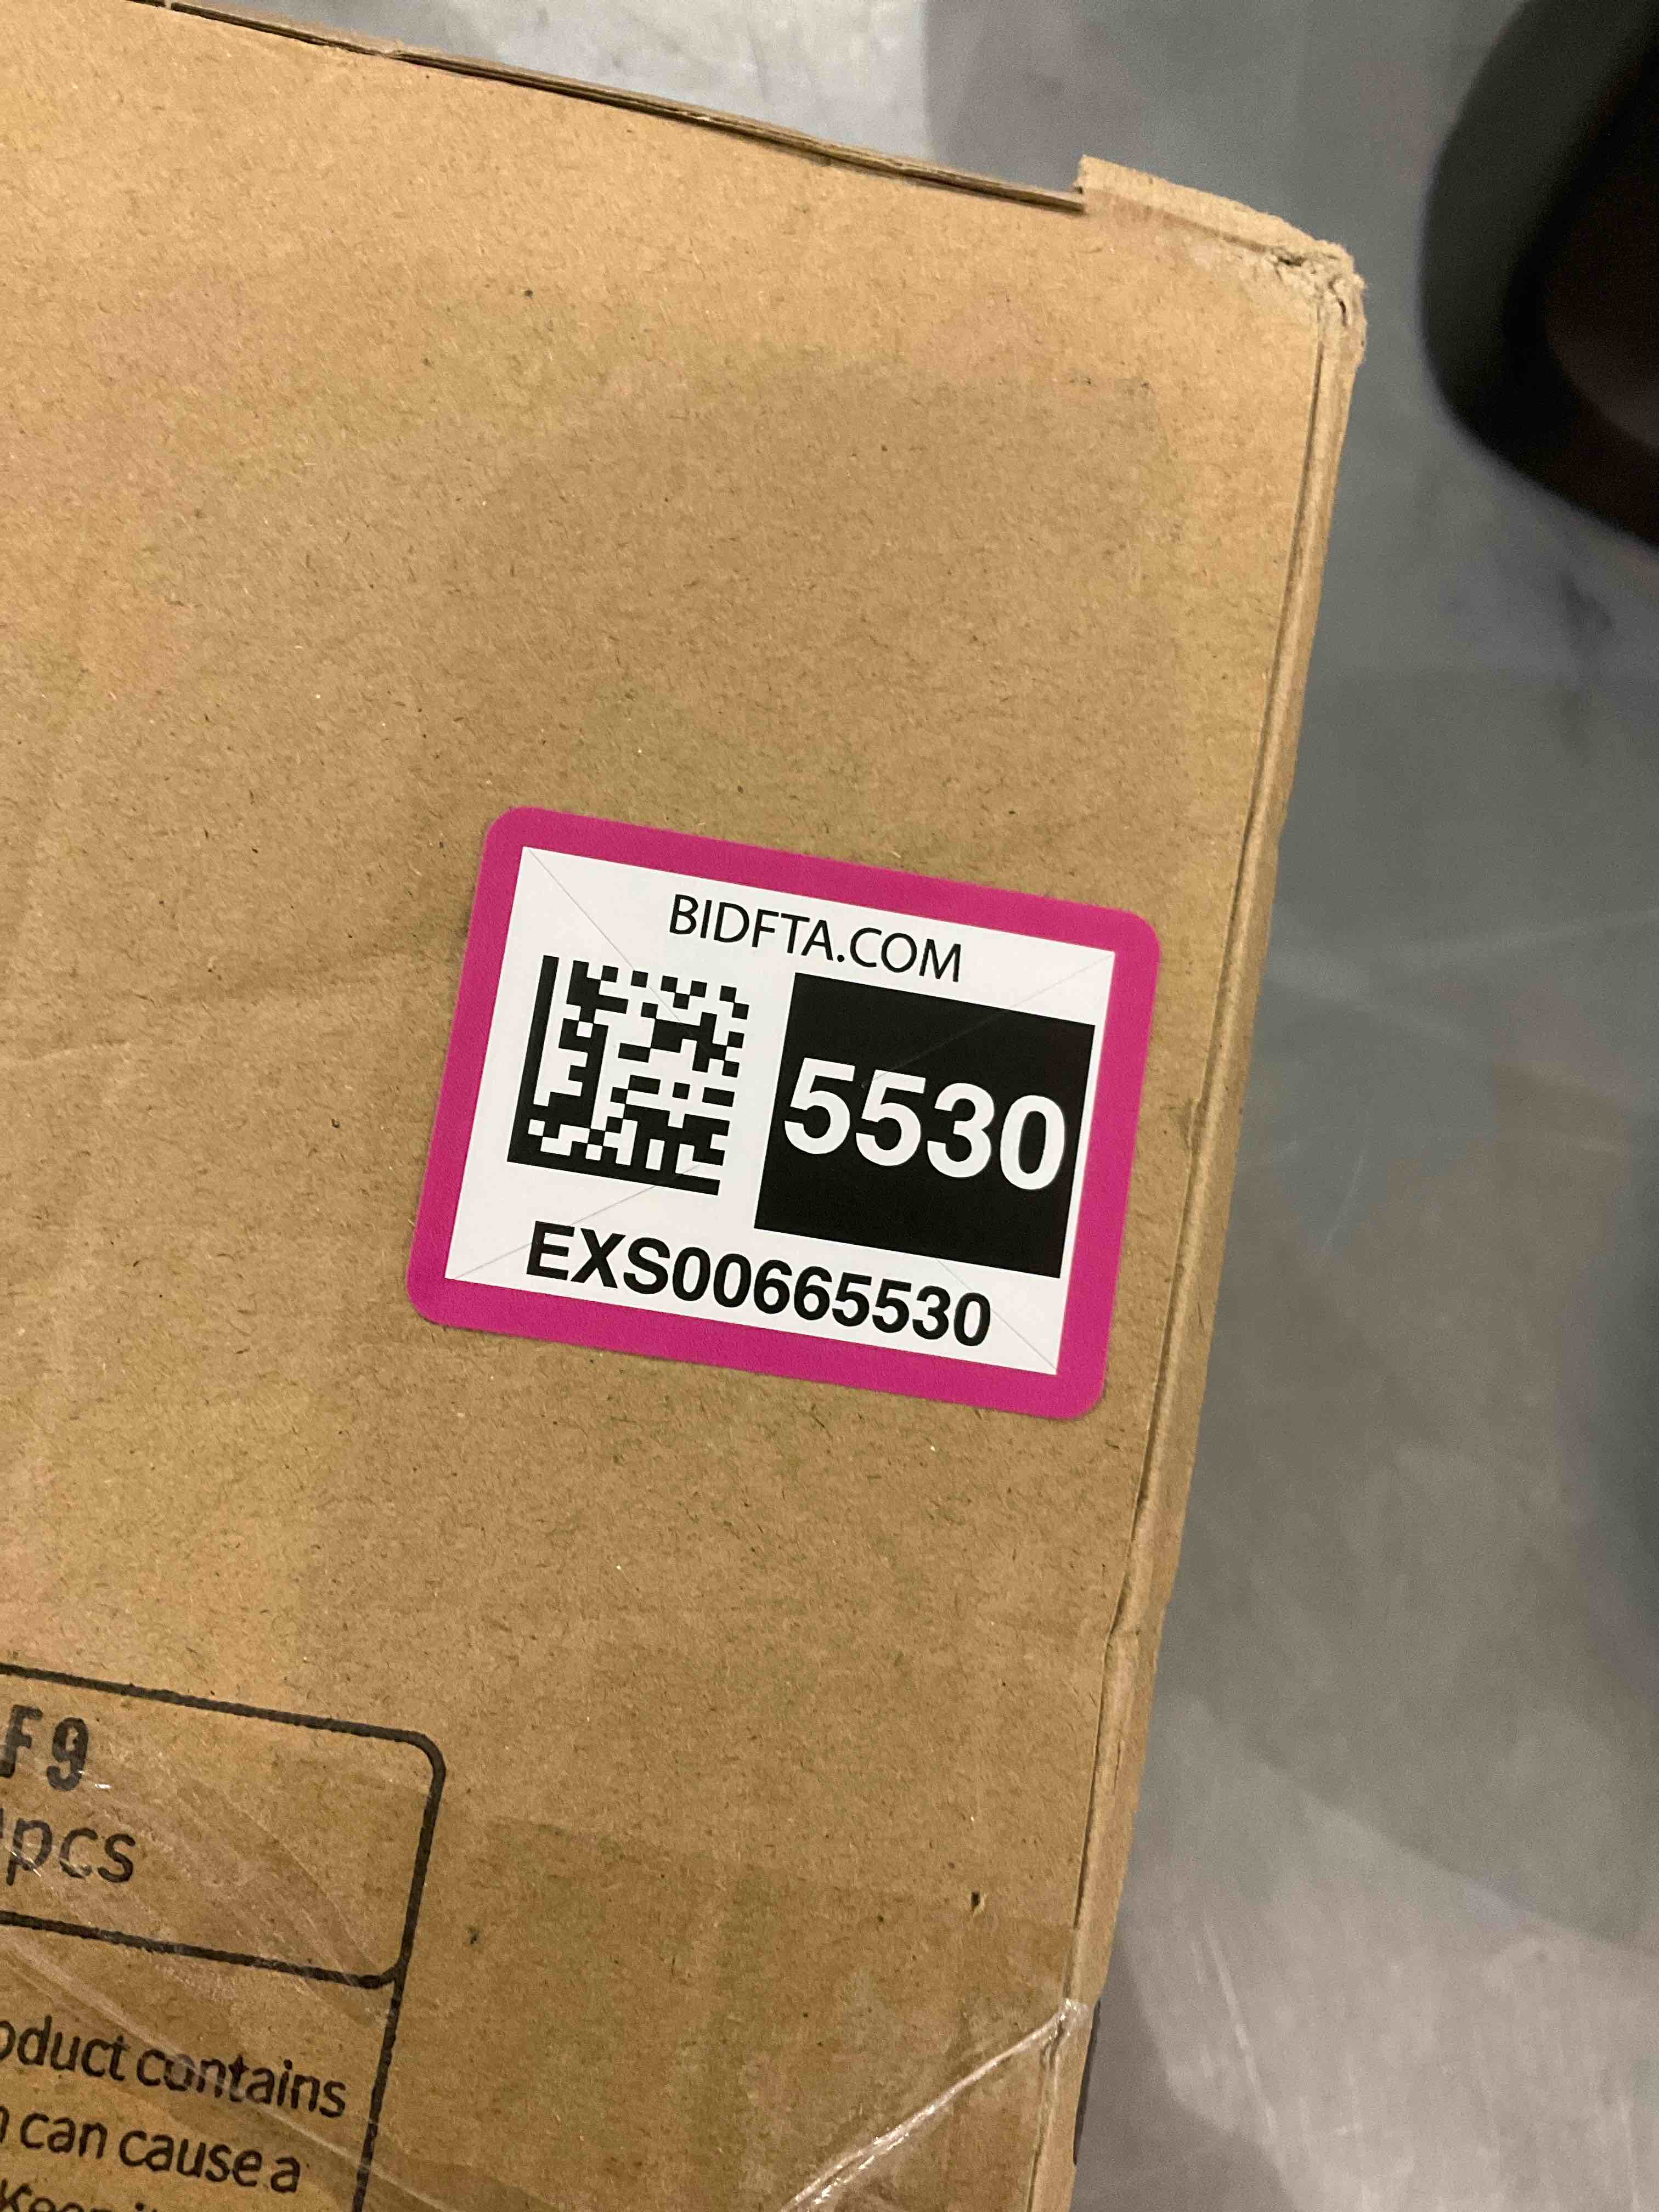 BIDFTA.COM
5530
EXS00665530
F9
pcs
oduct contains
can cause a